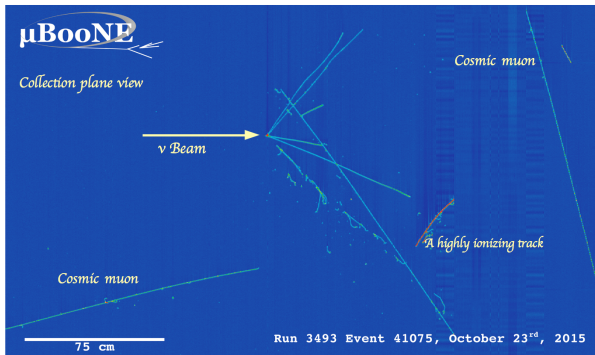 µBooNE
Cosmic muon
Collection plane view
ν Beam
A highly ionizing track
Cosmic muon
75 cm
Run 3493 Event 41075, October 23rd, 2015